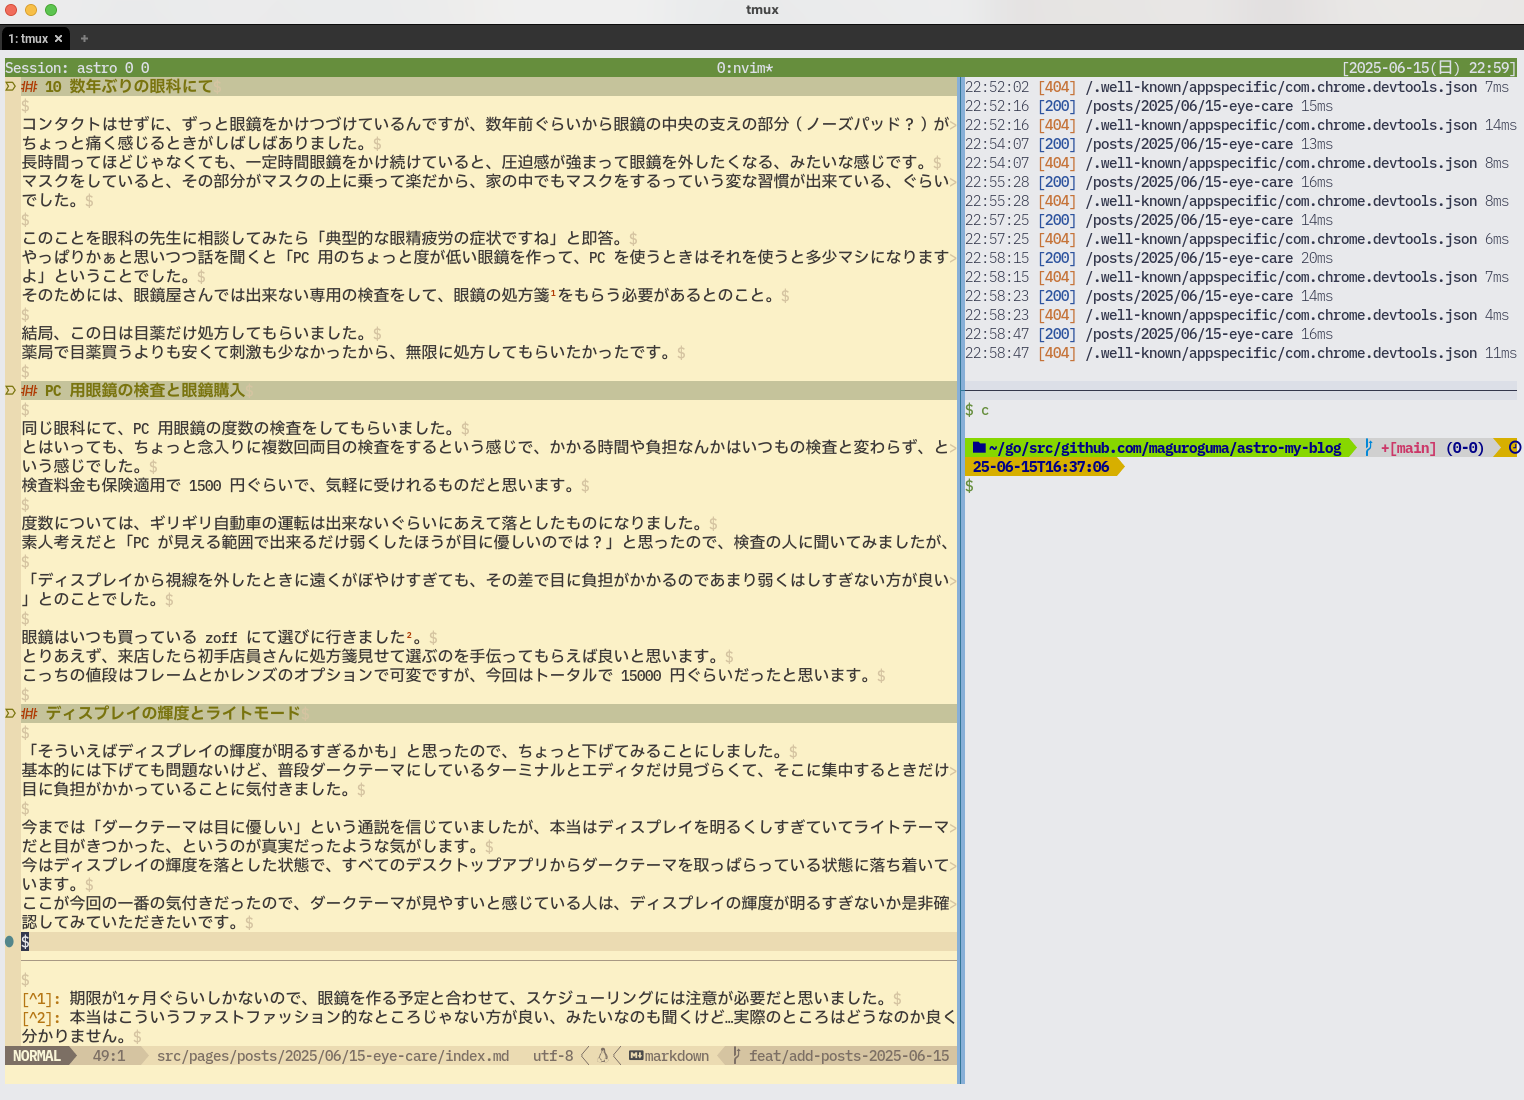 tmux
1: tmux × +
Session: astro 0 0 0:nvim* [2025-06-15(日) 22:59]
## 10 数年ぶりの眼科にて
$
コンタクトはせずに、ずっと眼鏡をかけつづけているんですが、数年前ぐらいから眼鏡の中央の支えの部分（ノーズパッド？）が>
ちょっと痛く感じるときがしばしばありました。$
長時間ってほどじゃなくても、一定時間眼鏡をかけ続けていると、圧迫感が強まって眼鏡を外したくなる、みたいな感じです。$
マスクをしていると、その部分がマスクの上に乗って楽だから、家の中でもマスクをするっていう変な習慣が出来ている、ぐらい>
でした。$
$
このことを眼科の先生に相談してみたら「典型的な眼精疲労の症状ですね」と即答。$
やっぱりかぁと思いつつ話を聞くと「PC 用のちょっと度が低い眼鏡を作って、PC を使うときはそれを使うと多少マシになります>
よ」ということでした。$
そのためには、眼鏡屋さんでは出来ない専用の検査をして、眼鏡の処方箋¹をもらう必要があるとのこと。$
$
結局、この日は目薬だけ処方してもらいました。$
薬局で目薬買うよりも安くて刺激も少なかったから、無限に処方してもらいたかったです。$
$
## PC 用眼鏡の検査と眼鏡購入
$
同じ眼科にて、PC 用眼鏡の度数の検査をしてもらいました。$
とはいっても、ちょっと念入りに複数回両目の検査をするという感じで、かかる時間や負担なんかはいつもの検査と変わらず、と>
いう感じでした。$
検査料金も保険適用で 1500 円ぐらいで、気軽に受けれるものだと思います。$
$
度数については、ギリギリ自動車の運転は出来ないぐらいにあえて落としたものになりました。$
素人考えだと「PC が見える範囲で出来るだけ弱くしたほうが目に優しいのでは？」と思ったので、検査の人に聞いてみましたが、
$
「ディスプレイから視線を外したときに遠くがぼやけすぎても、その差で目に負担がかかるのであまり弱くはしすぎない方が良い>
」とのことでした。$
$
眼鏡はいつも買っている zoff にて選びに行きました²。$
とりあえず、来店したら初手店員さんに処方箋見せて選ぶのを手伝ってもらえば良いと思います。$
こっちの値段はフレームとかレンズのオプションで可変ですが、今回はトータルで 15000 円ぐらいだったと思います。$
$
## ディスプレイの輝度とライトモード
$
「そういえばディスプレイの輝度が明るすぎるかも」と思ったので、ちょっと下げてみることにしました。$
基本的には下げても問題ないけど、普段ダークテーマにしているターミナルとエディタだけ見づらくて、そこに集中するときだけ>
目に負担がかかっていることに気付きました。$
$
今までは「ダークテーマは目に優しい」という通説を信じていましたが、本当はディスプレイを明るくしすぎていてライトテーマ>
だと目がきつかった、というのが真実だったような気がします。$
今はディスプレイの輝度を落とした状態で、すべてのデスクトップアプリからダークテーマを取っぱらっている状態に落ち着いて>
います。$
ここが今回の一番の気付きだったので、ダークテーマが見やすいと感じている人は、ディスプレイの輝度が明るすぎないか是非確>
認してみていただきたいです。$
$
$
[^1]: 期限が1ヶ月ぐらいしかないので、眼鏡を作る予定と合わせて、スケジューリングには注意が必要だと思いました。$
[^2]: 本当はこういうファストファッション的なところじゃない方が良い、みたいなのも聞くけど…実際のところはどうなのか良く
分かりません。$
NORMAL 49:1 src/pages/posts/2025/06/15-eye-care/index.md utf-8 markdown feat/add-posts-2025-06-15
22:52:02 [404] /.well-known/appspecific/com.chrome.devtools.json 7ms
22:52:16 [200] /posts/2025/06/15-eye-care 15ms
22:52:16 [404] /.well-known/appspecific/com.chrome.devtools.json 14ms
22:54:07 [200] /posts/2025/06/15-eye-care 13ms
22:54:07 [404] /.well-known/appspecific/com.chrome.devtools.json 8ms
22:55:28 [200] /posts/2025/06/15-eye-care 16ms
22:55:28 [404] /.well-known/appspecific/com.chrome.devtools.json 8ms
22:57:25 [200] /posts/2025/06/15-eye-care 14ms
22:57:25 [404] /.well-known/appspecific/com.chrome.devtools.json 6ms
22:58:15 [200] /posts/2025/06/15-eye-care 20ms
22:58:15 [404] /.well-known/appspecific/com.chrome.devtools.json 7ms
22:58:23 [200] /posts/2025/06/15-eye-care 14ms
22:58:23 [404] /.well-known/appspecific/com.chrome.devtools.json 4ms
22:58:47 [200] /posts/2025/06/15-eye-care 16ms
22:58:47 [404] /.well-known/appspecific/com.chrome.devtools.json 11ms
$ c
~/go/src/github.com/maguroguma/astro-my-blog +[main] (0-0)
25-06-15T16:37:06
$